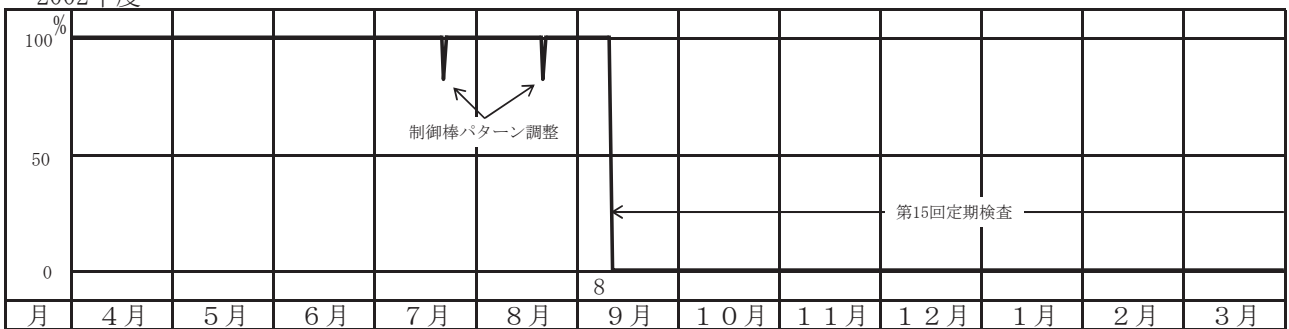 2002年度
%
100
制御棒パターン調整
50
第15回定期検査
0
8
月 4月 5月 6月 7月 8月 9月 10月 11月 12月 1月 2月 3月